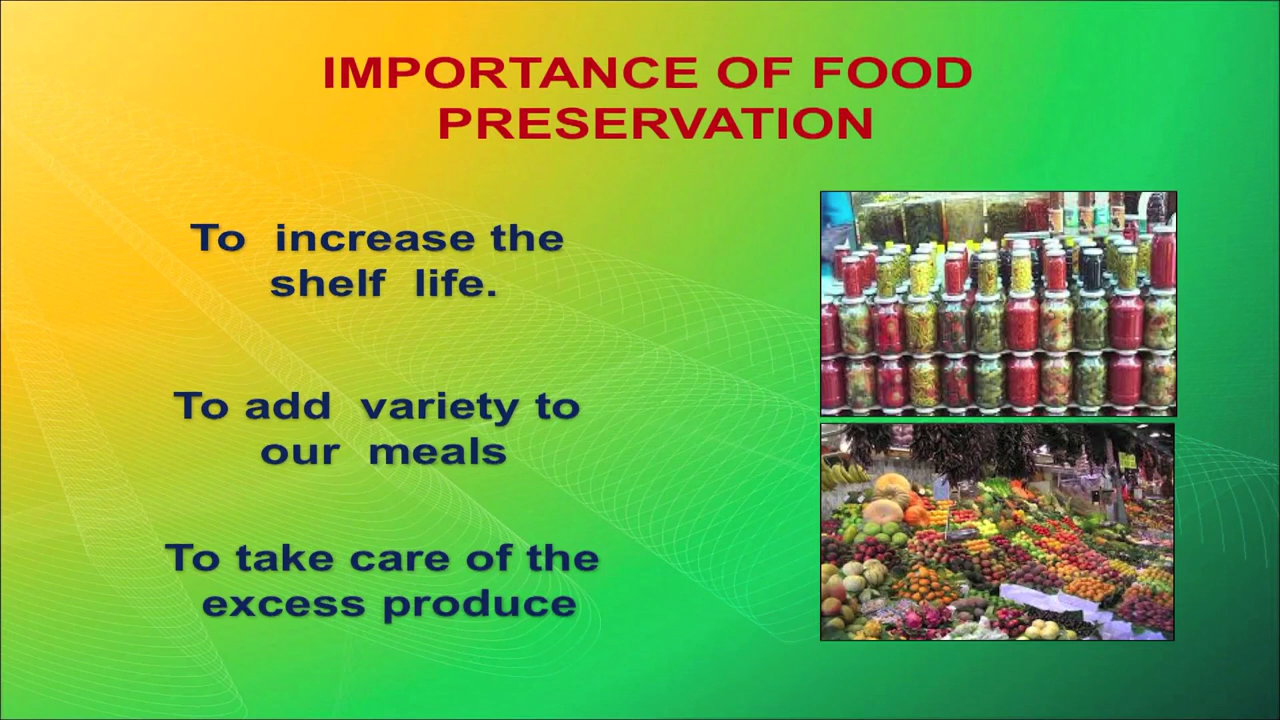 IMPORTANCE OF FOOD
PRESERVATION
To increase the
shelf life.
To add variety to
our meals
To take care of the
excess produce